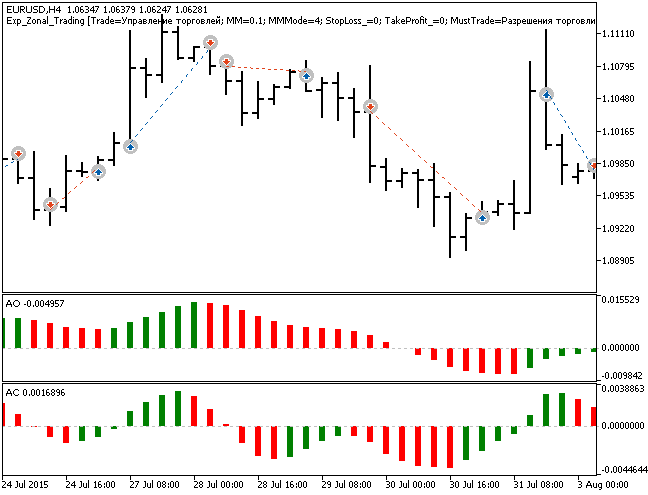 EURUSD,H4 1.06347 1.06379 1.06247 1.06281
Exp_Zonal_Trading [Trade=Управление торговлей; MM=0.1; MMMode=4; StopLoss_=0; TakeProfit_=0; MustTrade=Разрешения торговли
1.11110
1.10795
1.10480
1.10165
1.09850
1.09535
1.09220
1.08905
AO -0.004957
0.015529
0.000000
-0.009842
AC 0.0016896
0.0038863
0.0000000
-0.0044644
24 Jul 2015 24 Jul 16:00 27 Jul 08:00 28 Jul 00:00 28 Jul 16:00 29 Jul 08:00 30 Jul 00:00 30 Jul 16:00 31 Jul 08:00 3 Aug 00:00